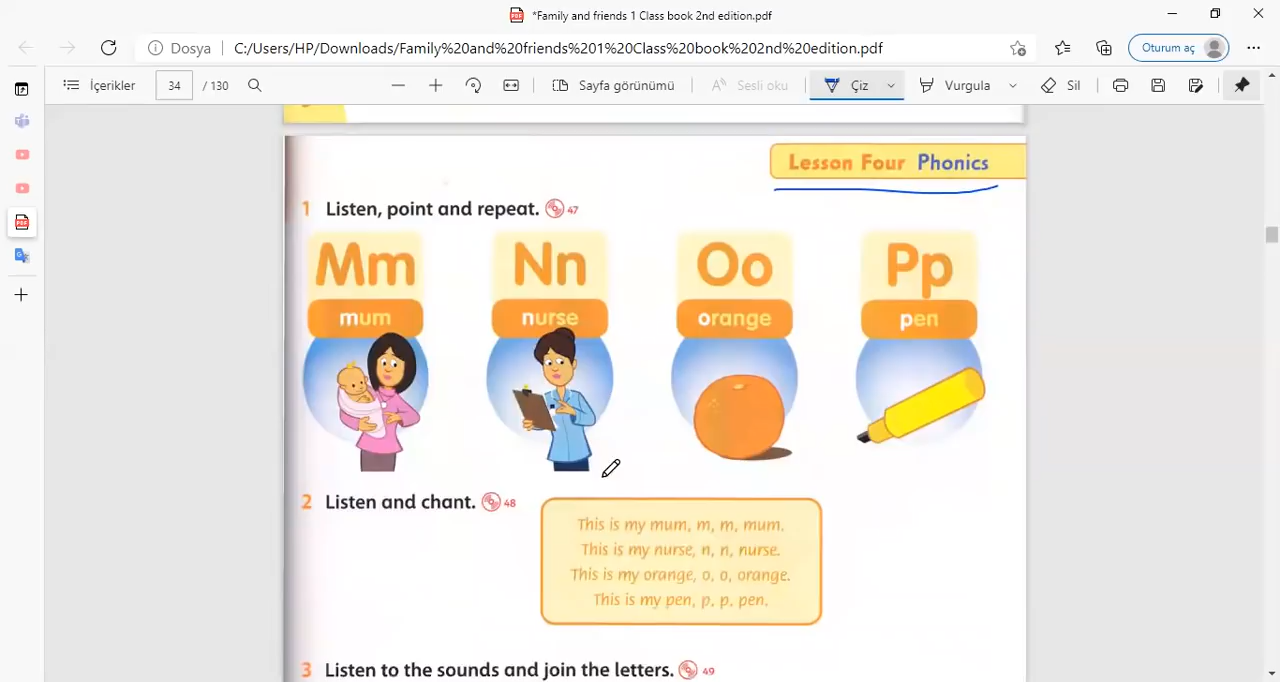 *Family and friends 1 Class book 2nd edition.pdf
Dosya | C:/Users/HP/Downloads/Family%20and%20friends%201%20Class%20book%202nd%20edition.pdf
Oturum aç
İçerikler 34 / 130 Sayfa görünümü Sesli oku Çiz Vurgula Sil
Lesson Four Phonics
1 Listen, point and repeat. 47
Mm Nn Oo Pp
mum nurse orange pen
2 Listen and chant. 48
This is my mum, m, m, mum.
This is my nurse, n, n, nurse.
This is my orange, o, o, orange.
This is my pen, p, p, pen.
3 Listen to the sounds and join the letters. 49